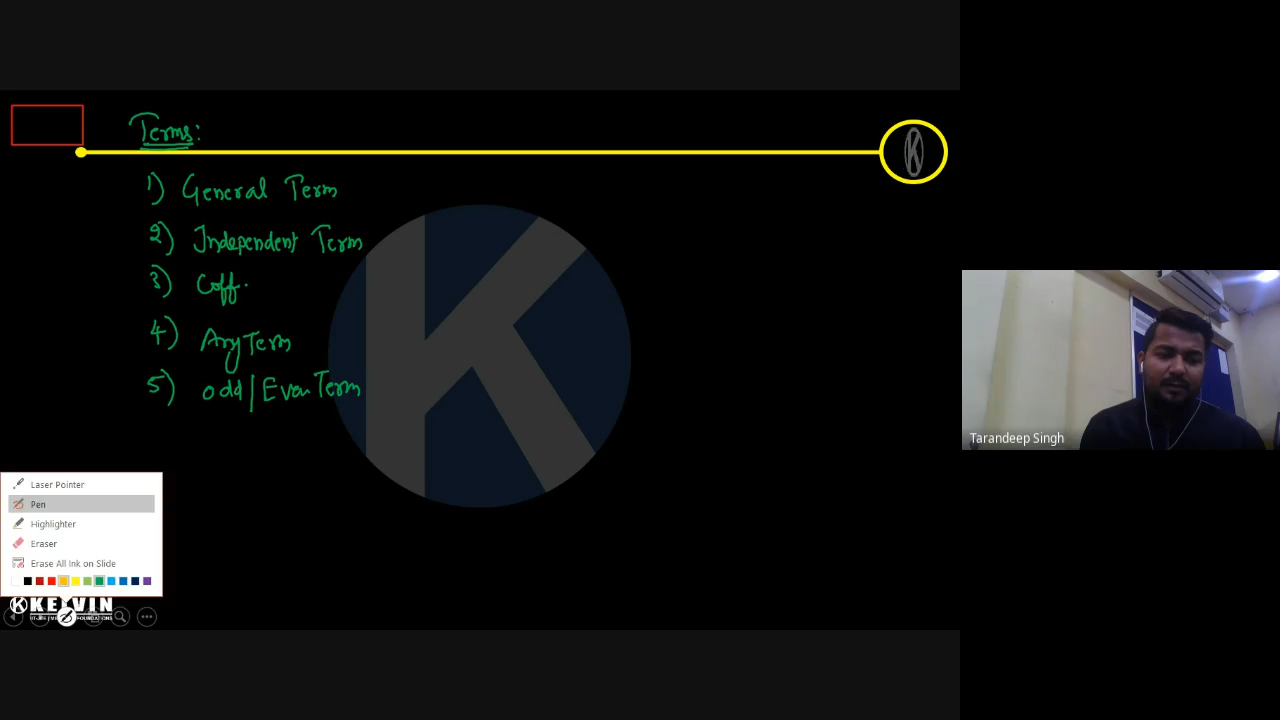 Terms:
1) General Term
2) Independent Term
3) Coff.
4) Any Term
5) odd | Even Term
Tarandeep Singh
Laser Pointer
Pen
Highlighter
Eraser
Erase All Ink on Slide
KELVIN